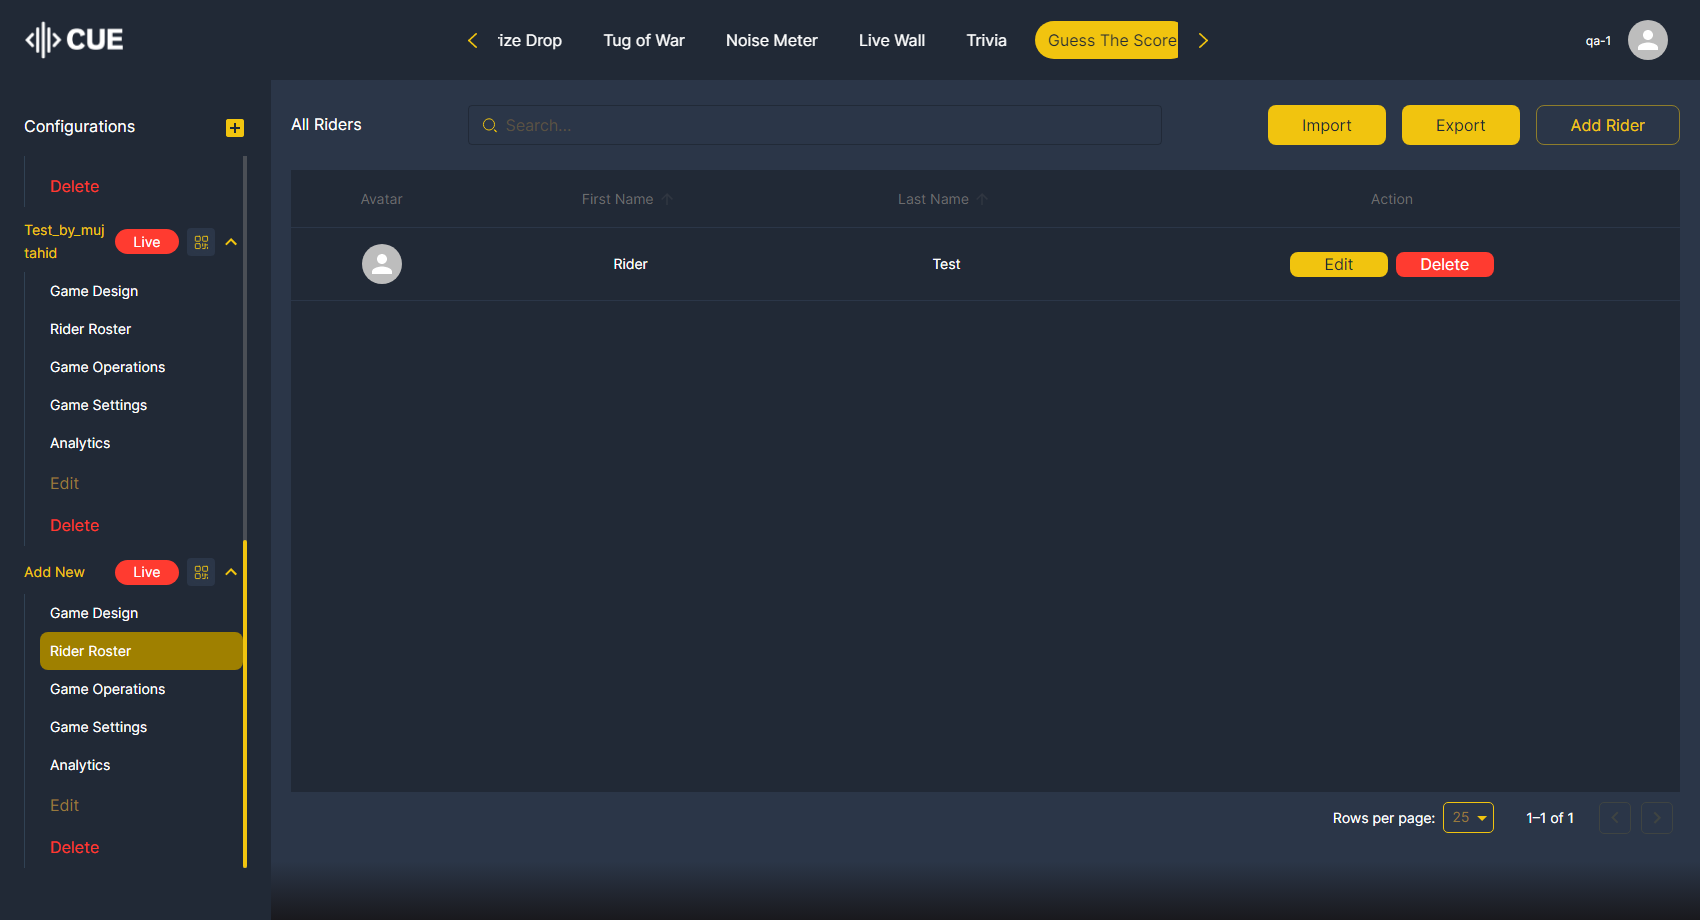 CUE
ize Drop
Tug of War
Noise Meter
Live Wall
Trivia
Guess The Score
qa-1
Configurations
Delete
Test_by_muj
tahid
Live
Game Design
Rider Roster
Game Operations
Game Settings
Analytics
Edit
Delete
Add New
Live
Game Design
Rider Roster
Game Operations
Game Settings
Analytics
Edit
Delete
All Riders
Search...
Import
Export
Add Rider
Avatar
First Name
Last Name
Action
Rider
Test
Edit
Delete
Rows per page:
25
1–1 of 1